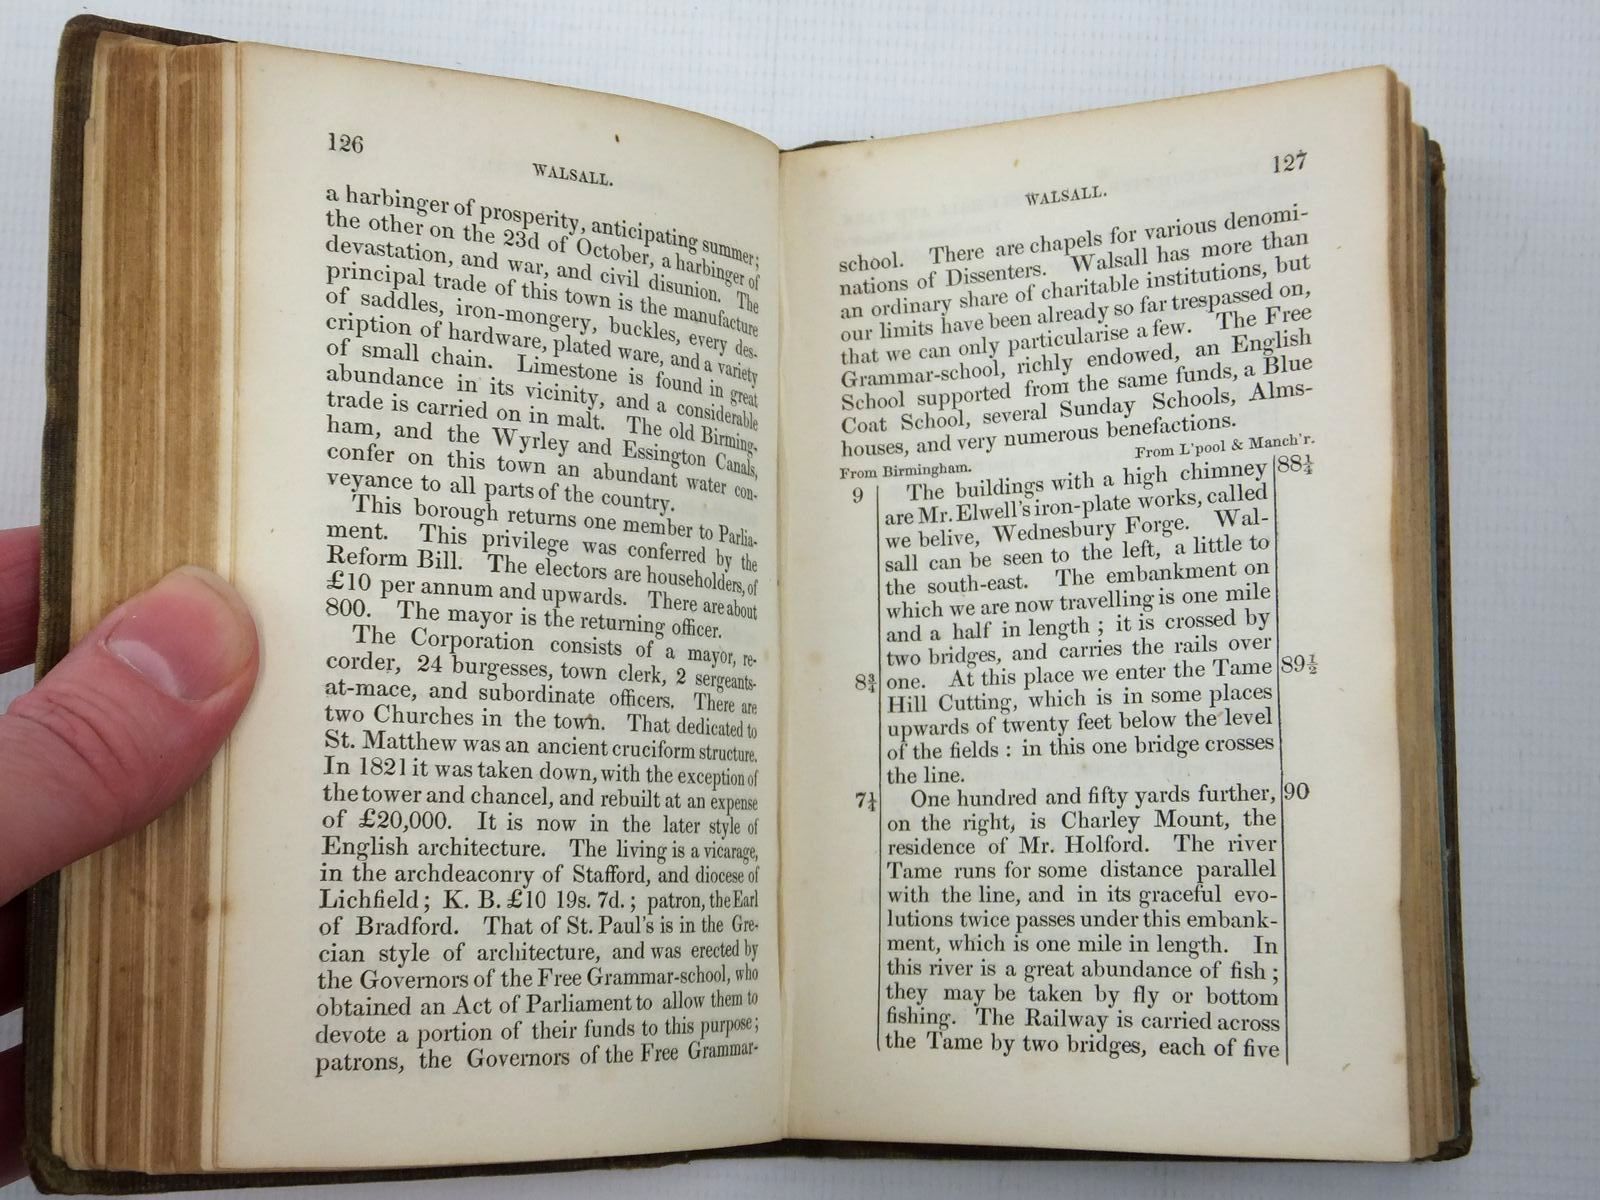 126
WALSALL.
a harbinger of prosperity, anticipating summer;
the other on the 23d of October, a harbinger of
devastation, and war, and civil disunion. The
principal trade of this town is the manufacture
of saddles, iron-mongery, buckles, every des-
cription of hardware, plated ware, and a variety
of small chain. Limestone is found in great
abundance in its vicinity, and a considerable
trade is carried on in malt. The old Birming-
ham, and the Wyrley and Essington Canals,
confer on this town an abundant water con-
veyance to all parts of the country.
This borough returns one member to Parlia-
ment. This privilege was conferred by the
Reform Bill. The electors are householders, of
£10 per annum and upwards. There are about
800. The mayor is the returning officer.
The Corporation consists of a mayor, re-
corder, 24 burgesses, town clerk, 2 sergeants-
at-mace, and subordinate officers. There are
two Churches in the town. That dedicated to
St. Matthew was an ancient cruciform structure.
In 1821 it was taken down, with the exception of
the tower and chancel, and rebuilt at an expense
of £20,000. It is now in the later style of
English architecture. The living is a vicarage,
in the archdeaconry of Stafford, and diocese of
Lichfield; K. B. £10 19s. 7d.; patron, the Earl
of Bradford. That of St. Paul's is in the Gre-
cian style of architecture, and was erected by
the Governors of the Free Grammar-school, who
obtained an Act of Parliament to allow them to
devote a portion of their funds to this purpose;
patrons, the Governors of the Free Grammar-
127
WALSALL.
school. There are chapels for various denomi-
nations of Dissenters. Walsall has more than
an ordinary share of charitable institutions, but
our limits have been already so far trespassed on,
that we can only particularise a few. The Free
Grammar-school, richly endowed, an English
School supported from the same funds, a Blue
Coat School, several Sunday Schools, Alms-
houses, and very numerous benefactions.
From Birmingham. From L'pool & Manch'r.
9 The buildings with a high chimney 88¼
are Mr. Elwell's iron-plate works, called
we belive, Wednesbury Forge. Wal-
sall can be seen to the left, a little to
the south-east. The embankment on
which we are now travelling is one mile
and a half in length; it is crossed by
two bridges, and carries the rails over
8¾ one. At this place we enter the Tame 89½
Hill Cutting, which is in some places
upwards of twenty feet below the level
of the fields: in this one bridge crosses
the line.
7¼ One hundred and fifty yards further, 90
on the right, is Charley Mount, the
residence of Mr. Holford. The river
Tame runs for some distance parallel
with the line, and in its graceful evo-
lutions twice passes under this embank-
ment, which is one mile in length. In
this river is a great abundance of fish;
they may be taken by fly or bottom
fishing. The Railway is carried across
the Tame by two bridges, each of five